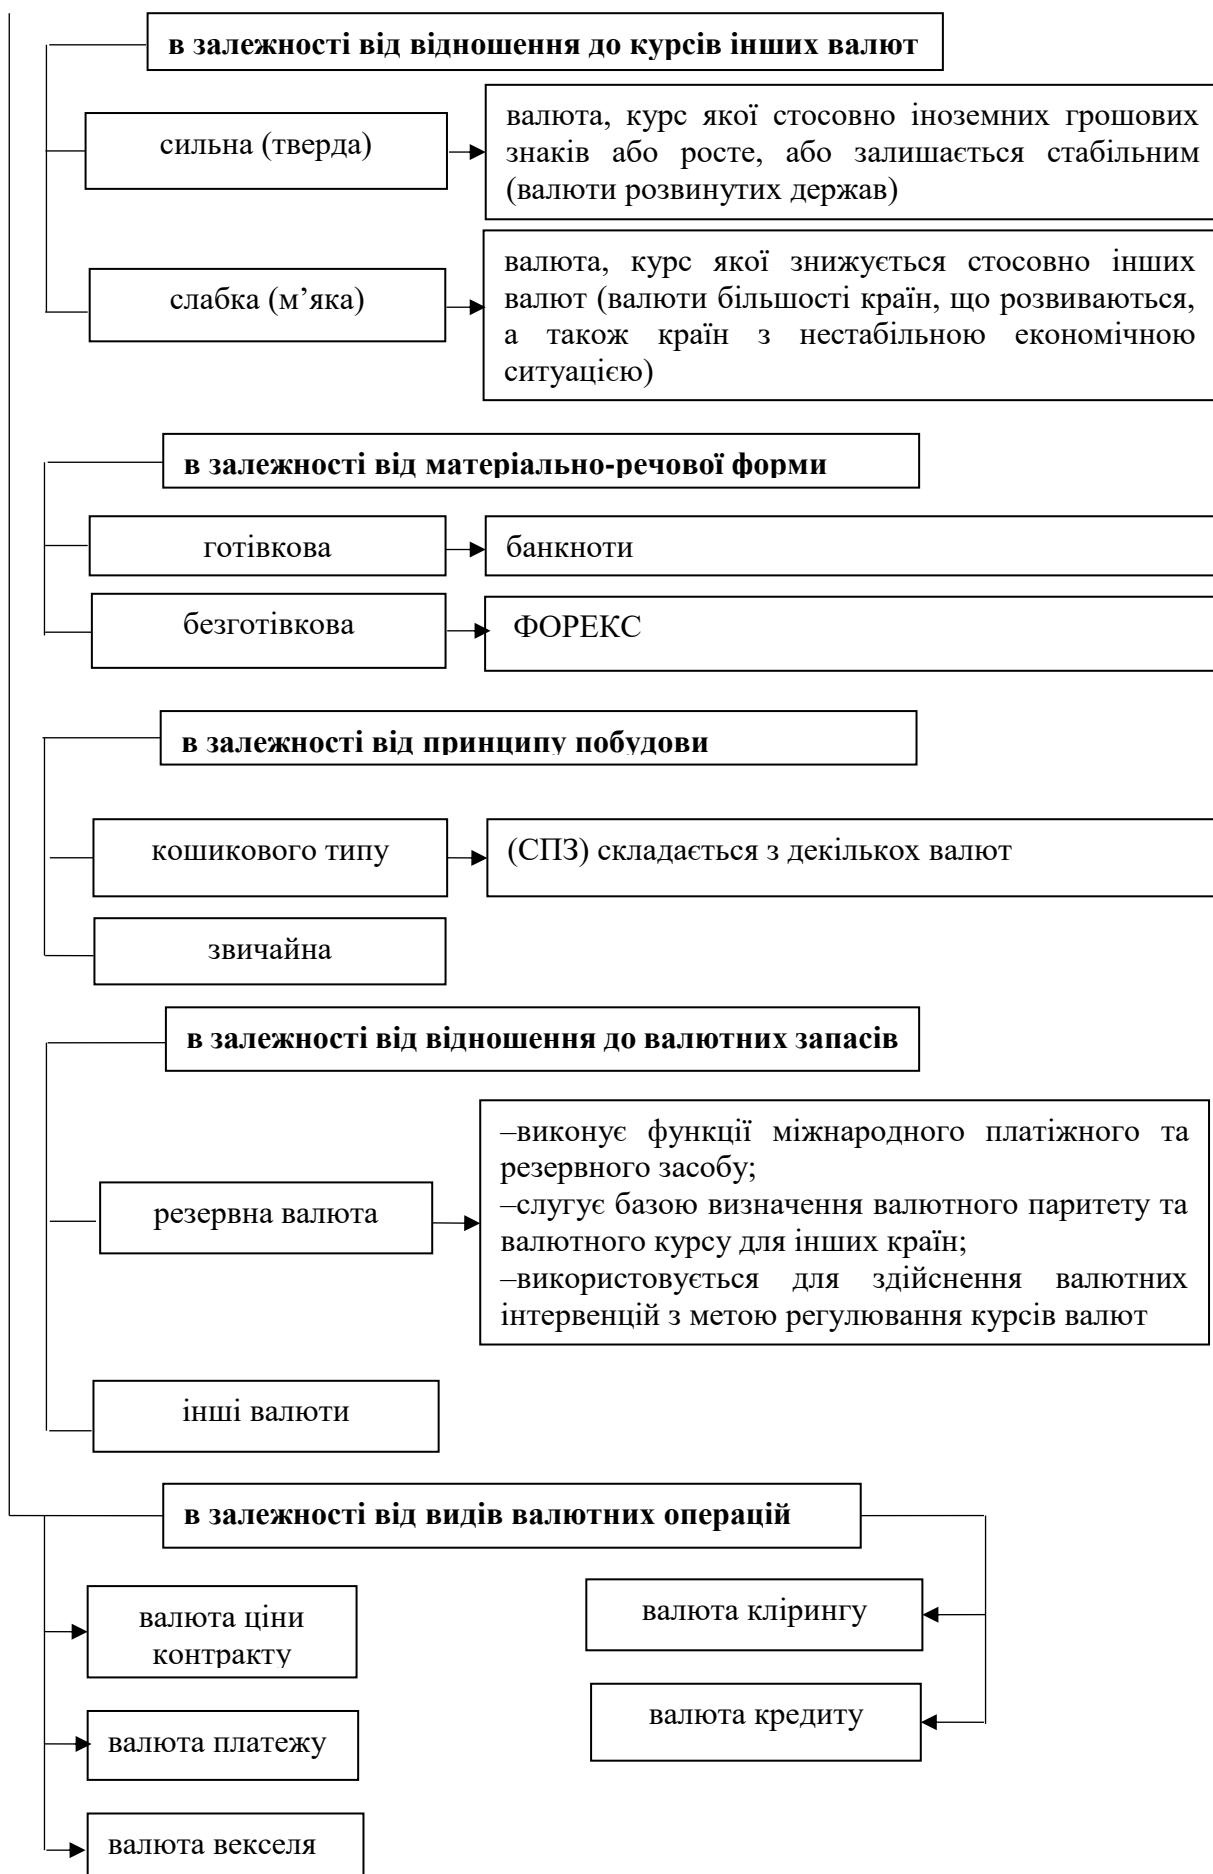 в залежності від відношення до курсів інших валют
сильна (тверда)
валюта, курс якої стосовно іноземних грошових
знаків або росте, або залишається стабільним
(валюти розвинутих держав)
слабка (м’яка)
валюта, курс якої знижується стосовно інших
валют (валюти більшості країн, що розвиваються,
а також країн з нестабільною економічною
ситуацією)
в залежності від матеріально-речової форми
готівкова
банкноти
безготівкова
ФОРЕКС
в залежності від принципу побудови
кошикового типу
(СПЗ) складається з декількох валют
звичайна
в залежності від відношення до валютних запасів
резервна валюта
–виконує функції міжнародного платіжного та
резервного засобу;
–слугує базою визначення валютного паритету та
валютного курсу для інших країн;
–використовується для здійснення валютних
інтервенцій з метою регулювання курсів валют
інші валюти
в залежності від видів валютних операцій
валюта ціни
контракту
валюта клірингу
валюта платежу
валюта кредиту
валюта векселя